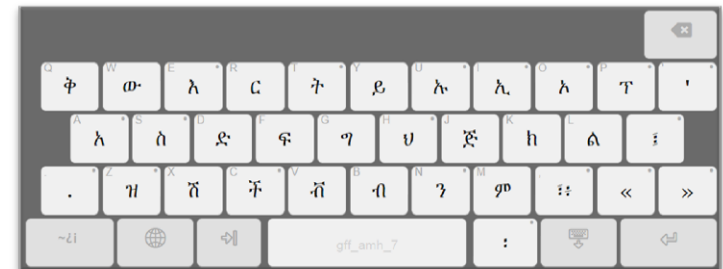 Q ቅ W ው E እ R ር T ት Y ይ U ኡ I ኢ O ኦ P ፕ '
A አ S ስ D ድ F ፍ G ግ H ህ J ጅ K ክ L ል ፤
. Z ዝ X ሽ C ች V ቭ B ብ N ን M ም ፡፡ « »
~¿¡ gff_amh_7 ፡